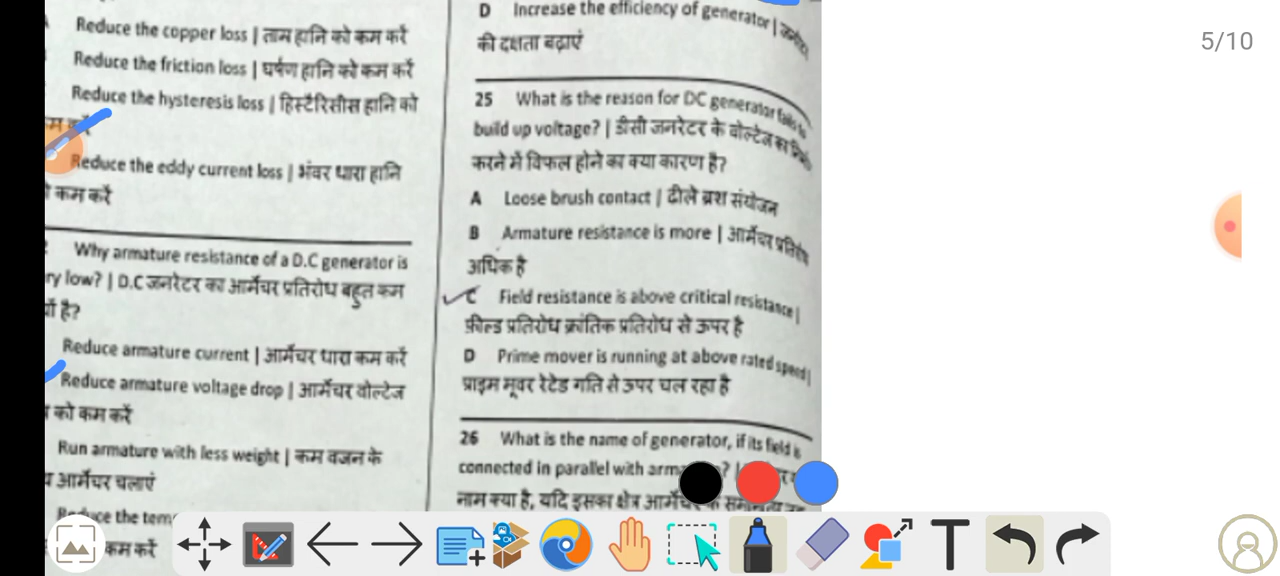 Reduce the copper loss | ताम्र हानि को कम करें
Reduce the friction loss | घर्षण हानि को कम करें
Reduce the hysteresis loss | हिस्टैरिसीस हानि को
Reduce the eddy current loss | भंवर धारा हानि
कम करें
Why armature resistance of a D.C generator is
ry low? | D.C जनरेटर का आर्मेचर प्रतिरोध बहुत कम
है?
Reduce armature current | आर्मेचर धारा कम करें
Reduce armature voltage drop | आर्मेचर वोल्टेज
को कम करें
Run armature with less weight | कम वजन के
आर्मेचर चलाएं
the tem
कम करें
D Increase the efficiency of generator |
की दक्षता बढ़ाएं
25 What is the reason for DC generator fails to
build up voltage? | डीसी जनरेटर के वोल्टेज का
करने में विफल होने का क्या कारण है?
A Loose brush contact | ढीले ब्रश संयोजन
B Armature resistance is more | आर्मेचर प्रतिरोध
अधिक है
C Field resistance is above critical resistance |
फ़ील्ड प्रतिरोध क्रांतिक प्रतिरोध से ऊपर है
D Prime mover is running at above rated speed |
प्राइम मूवर रेटेड गति से ऊपर चल रहा है
26 What is the name of generator, if its field is
connected in parallel with arma ?
नाम क्या है, यदि इसका क्षेत्र आर्मेचर के
5/10
T